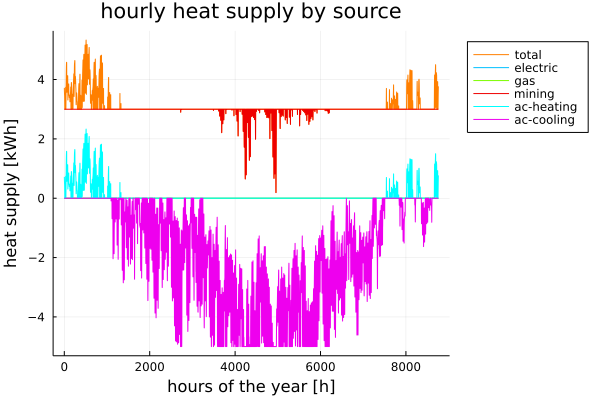 hourly heat supply by source
total
electric
gas
mining
ac-heating
ac-cooling
heat supply [kWh]
4
2
0
−2
−4
0 2000 4000 6000 8000
hours of the year [h]